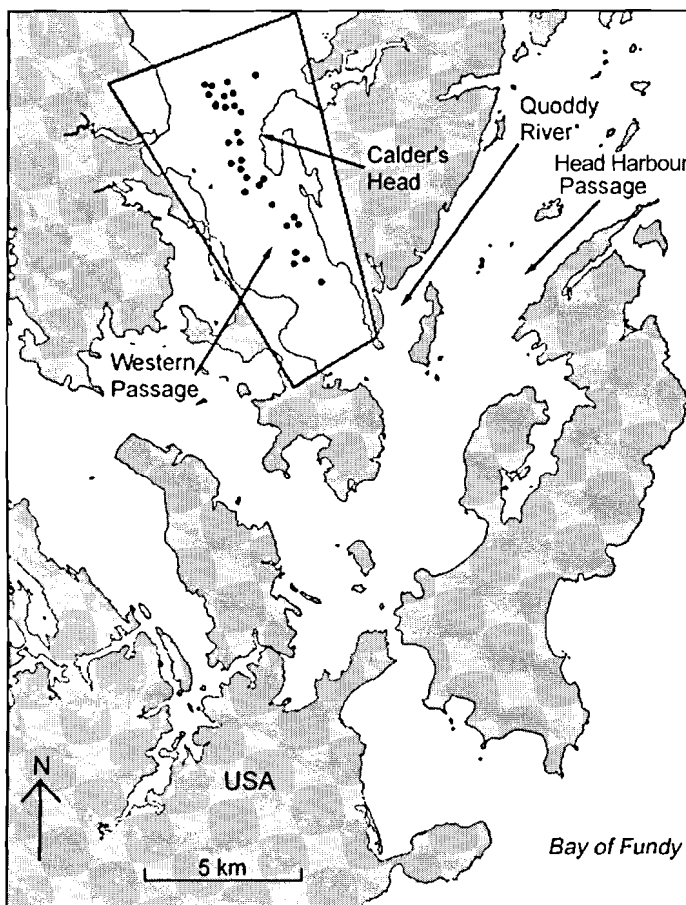 Quoddy
River
Calder's
Head
Head Harbour
Passage
Western
Passage
N
USA
5 km
Bay of Fundy